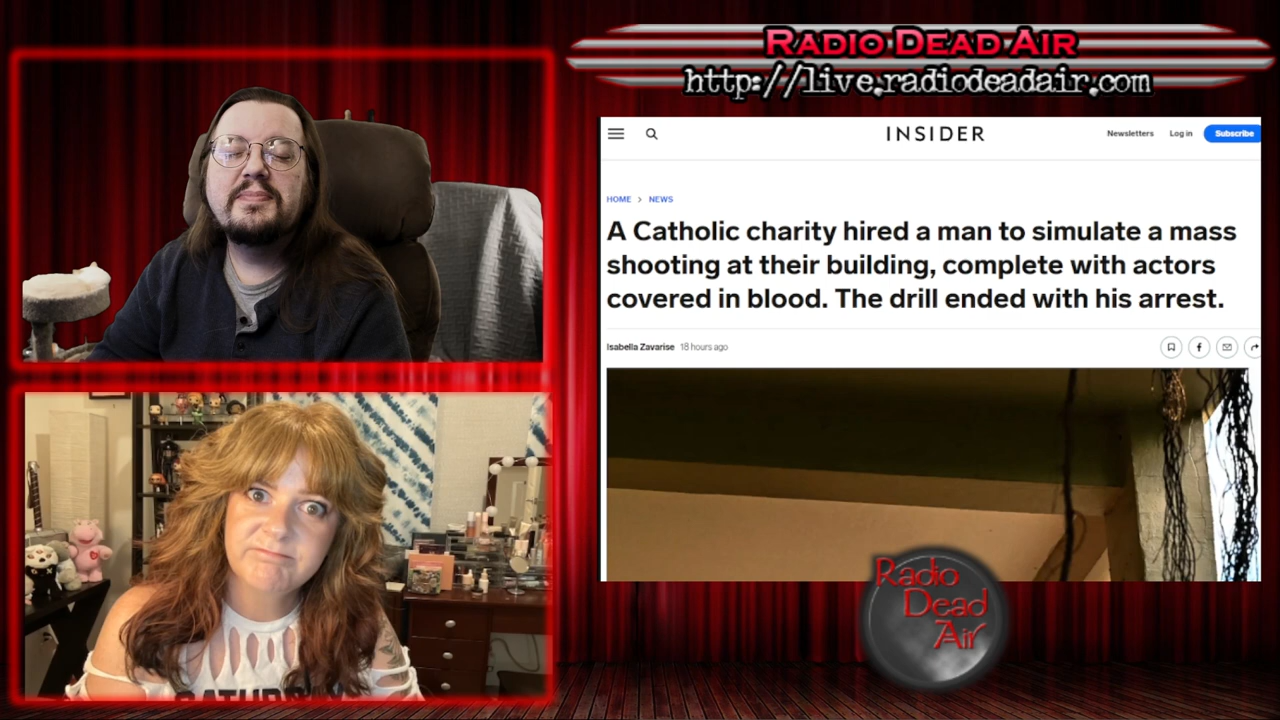 RADIO DEAD AIR
http://live.radiodeadair.com
INSIDER
Newsletters
Log in
Subscribe
HOME > NEWS
A Catholic charity hired a man to simulate a mass
shooting at their building, complete with actors
covered in blood. The drill ended with his arrest.
Isabella Zavarise 18 hours ago
Radio
Dead
Air